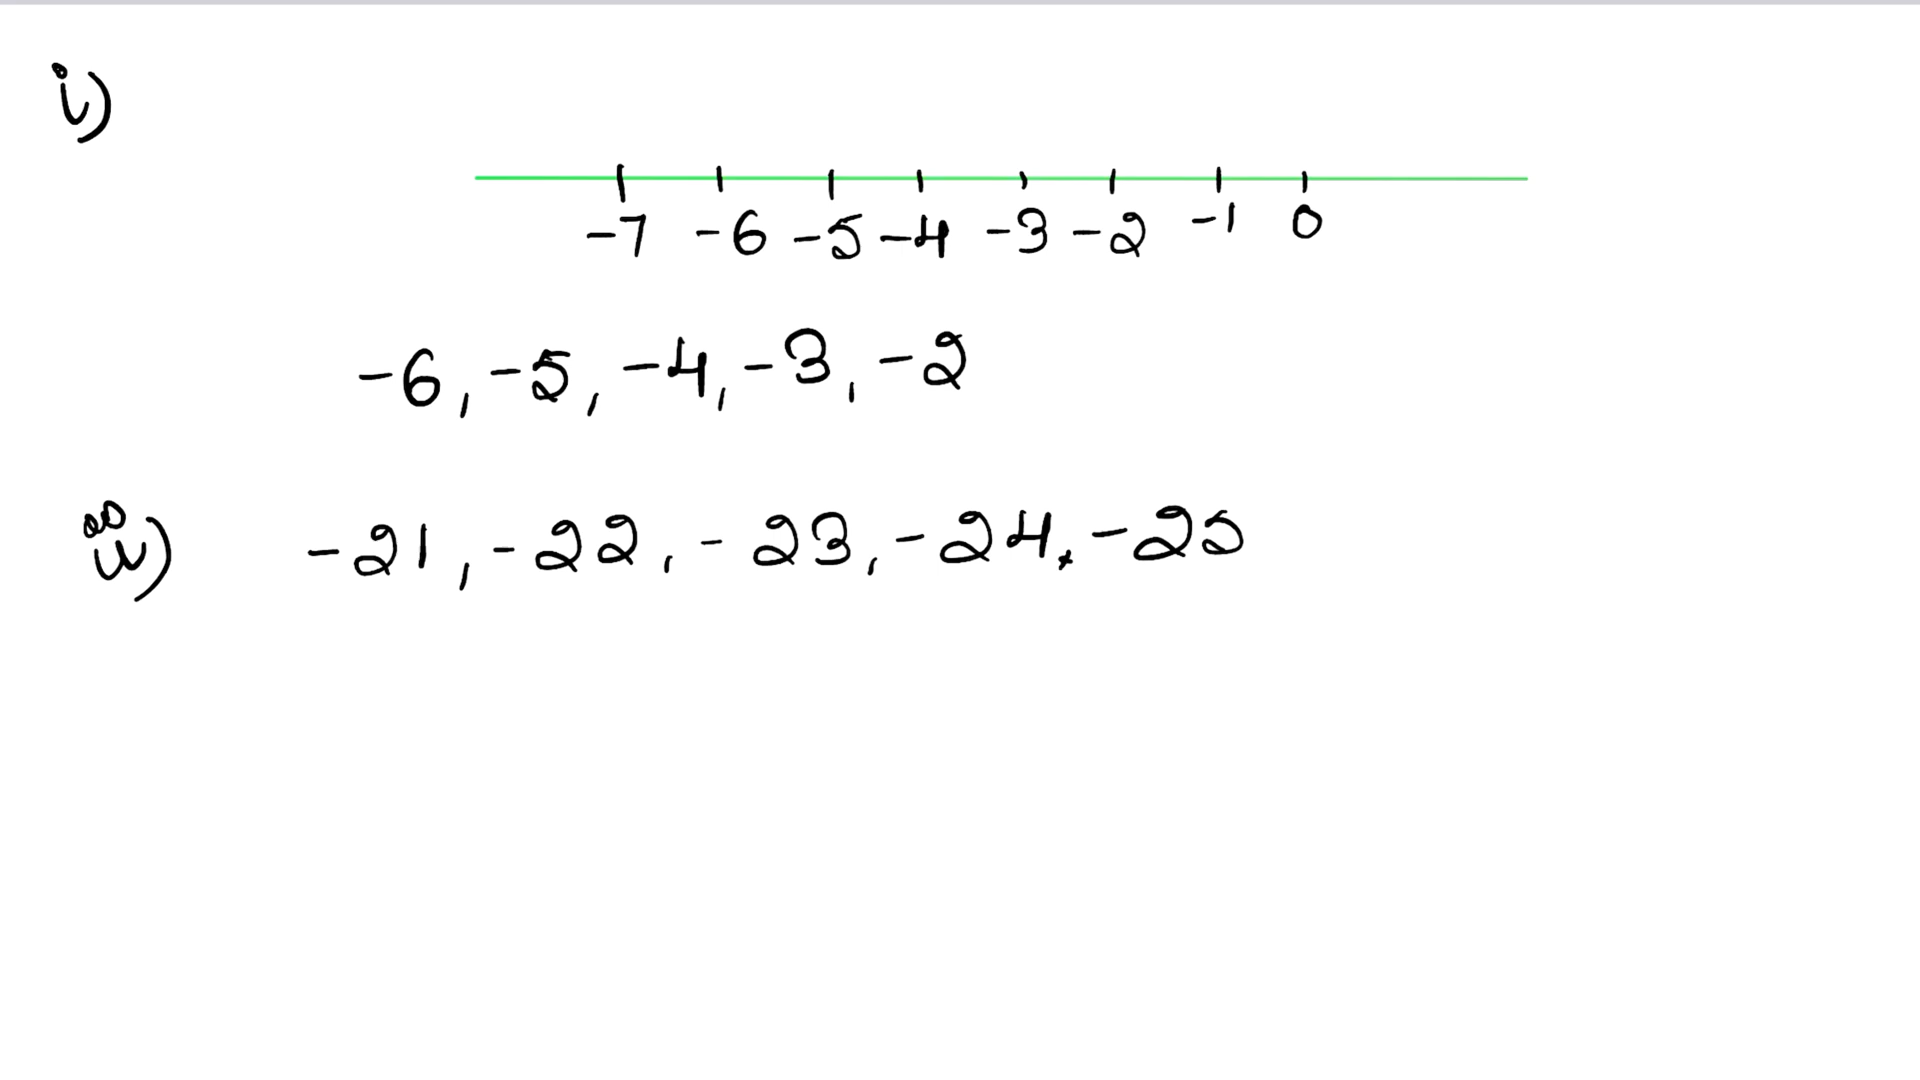 i)
-7 -6 -5 -4 -3 -2 -1 0
-6, -5, -4, -3, -2
ii) -21, -22, -23, -24, -25